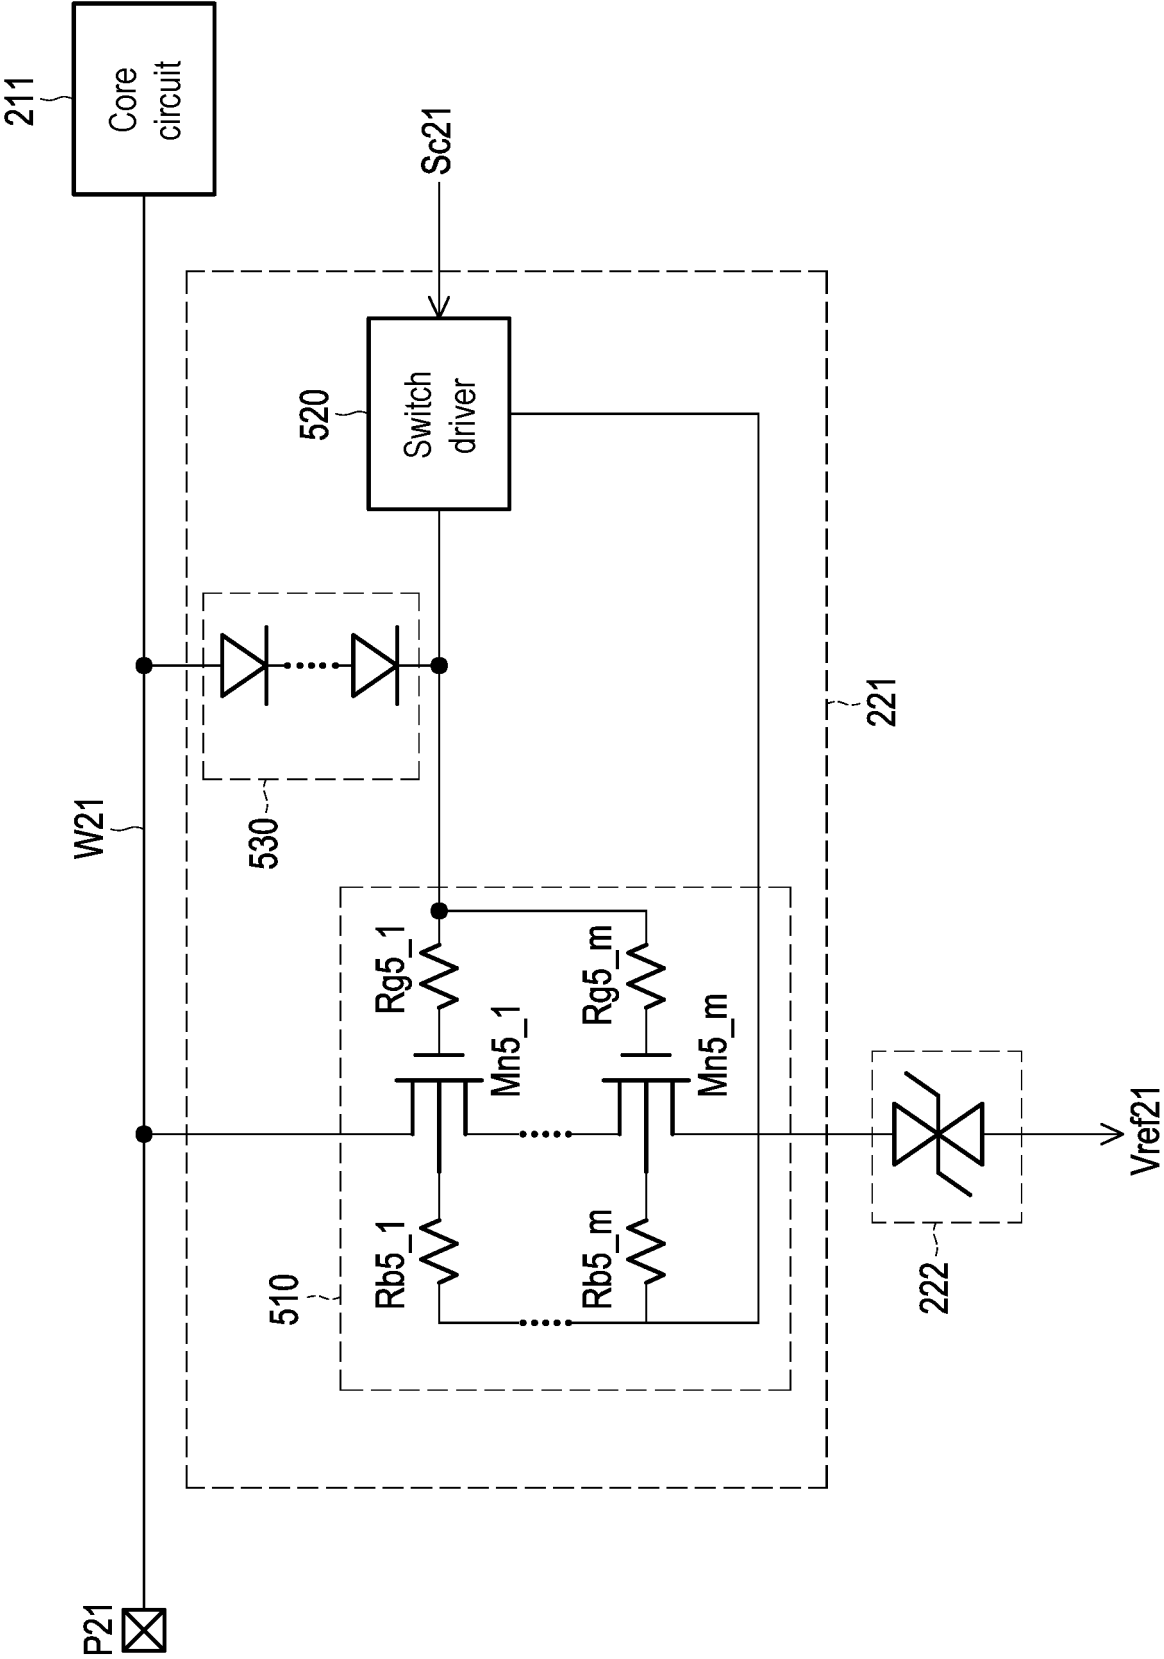 P21
W21
Core
circuit
211
530
Switch
driver
520
Sc21
510
Rb5_1
Rg5_1
Mn5_1
Rb5_m
Rg5_m
Mn5_m
221
222
Vref21